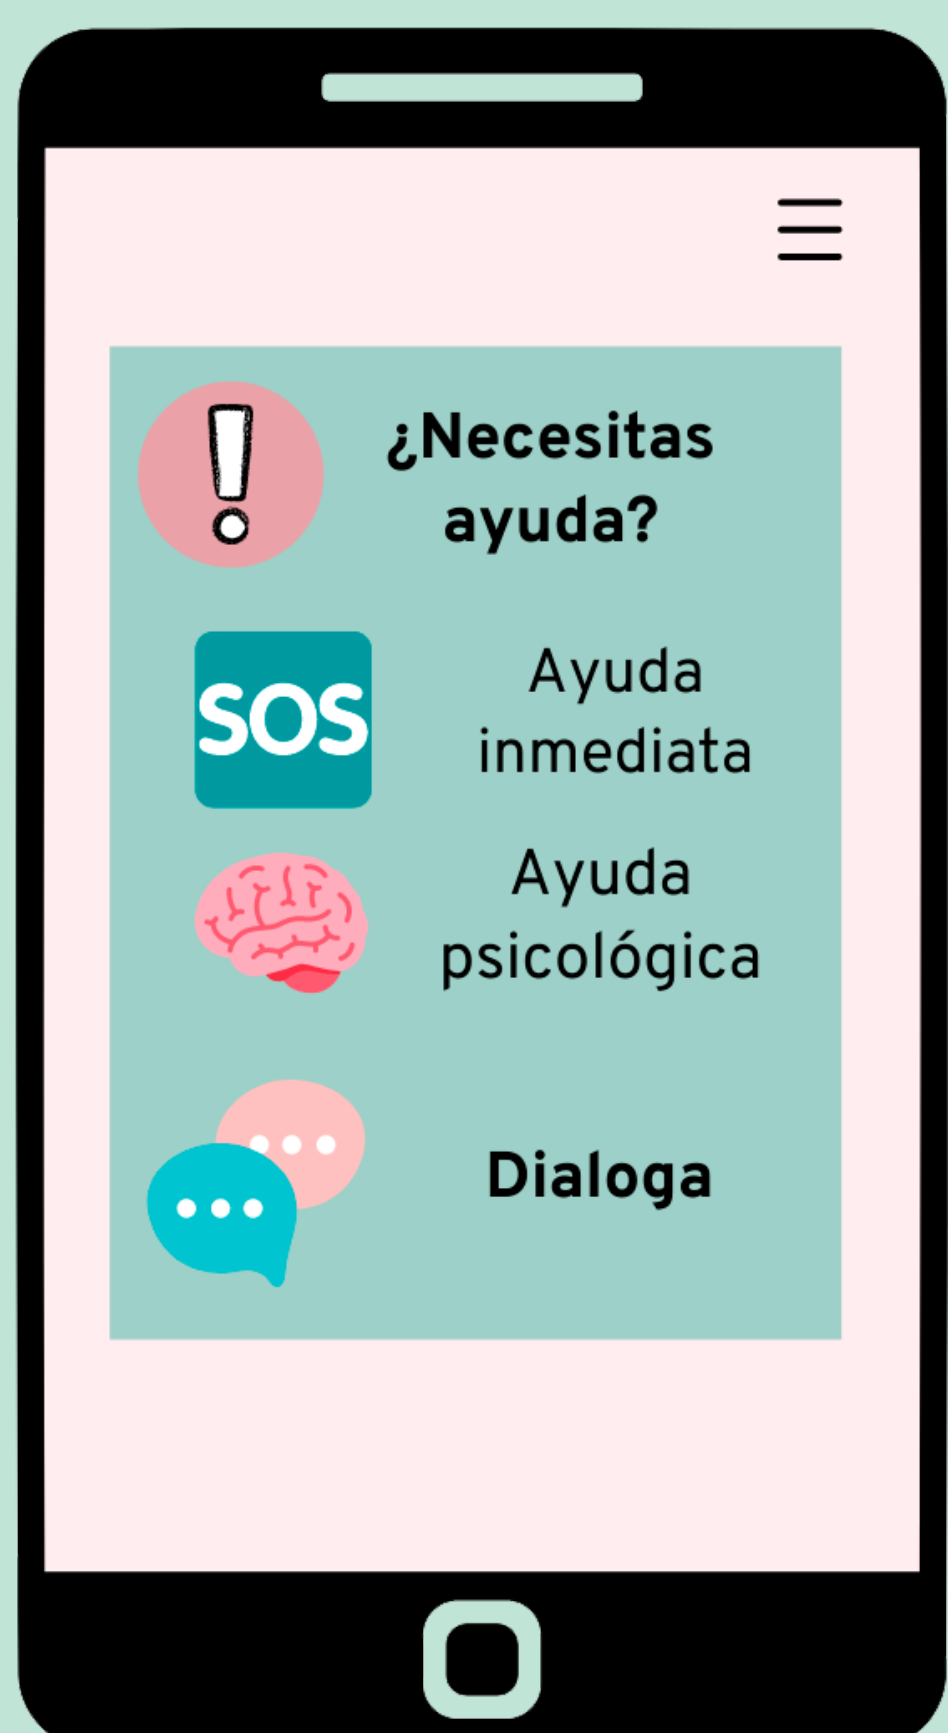 ¿Necesitas
ayuda?
SOS
Ayuda
inmediata
Ayuda
psicológica
Dialoga